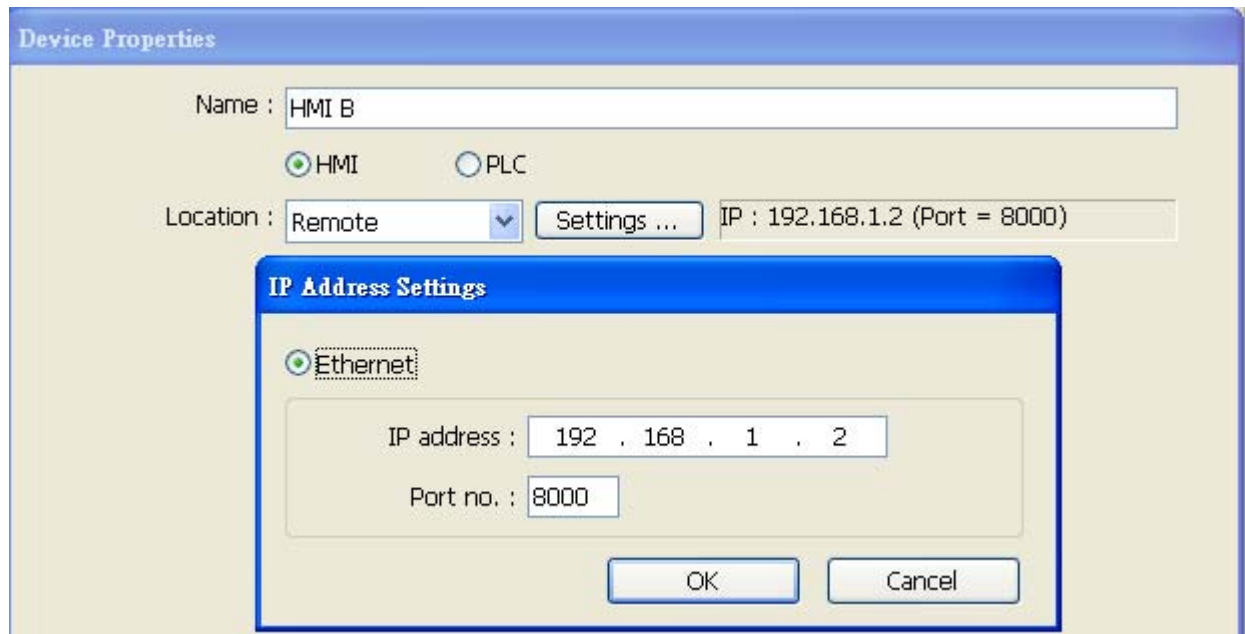 Device Properties
Name : HMI B
HMI PLC
Location : Remote Settings ... IP : 192.168.1.2 (Port = 8000)
IP Address Settings
Ethernet
IP address : 192 . 168 . 1 . 2
Port no. : 8000
OK Cancel